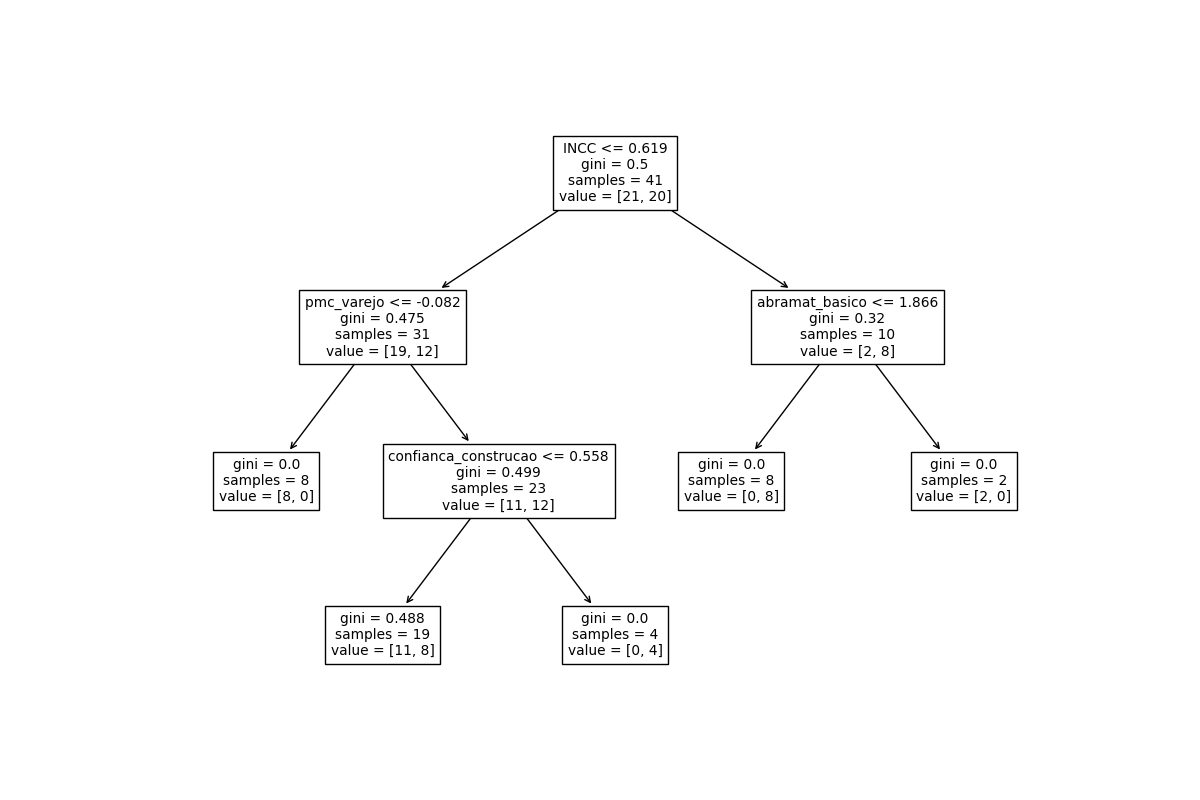 INCC <= 0.619
gini = 0.5
samples = 41
value = [21, 20]
pmc_varejo <= -0.082
gini = 0.475
samples = 31
value = [19, 12]
abramat_basico <= 1.866
gini = 0.32
samples = 10
value = [2, 8]
gini = 0.0
samples = 8
value = [8, 0]
confianca_construcao <= 0.558
gini = 0.499
samples = 23
value = [11, 12]
gini = 0.0
samples = 8
value = [0, 8]
gini = 0.0
samples = 2
value = [2, 0]
gini = 0.488
samples = 19
value = [11, 8]
gini = 0.0
samples = 4
value = [0, 4]